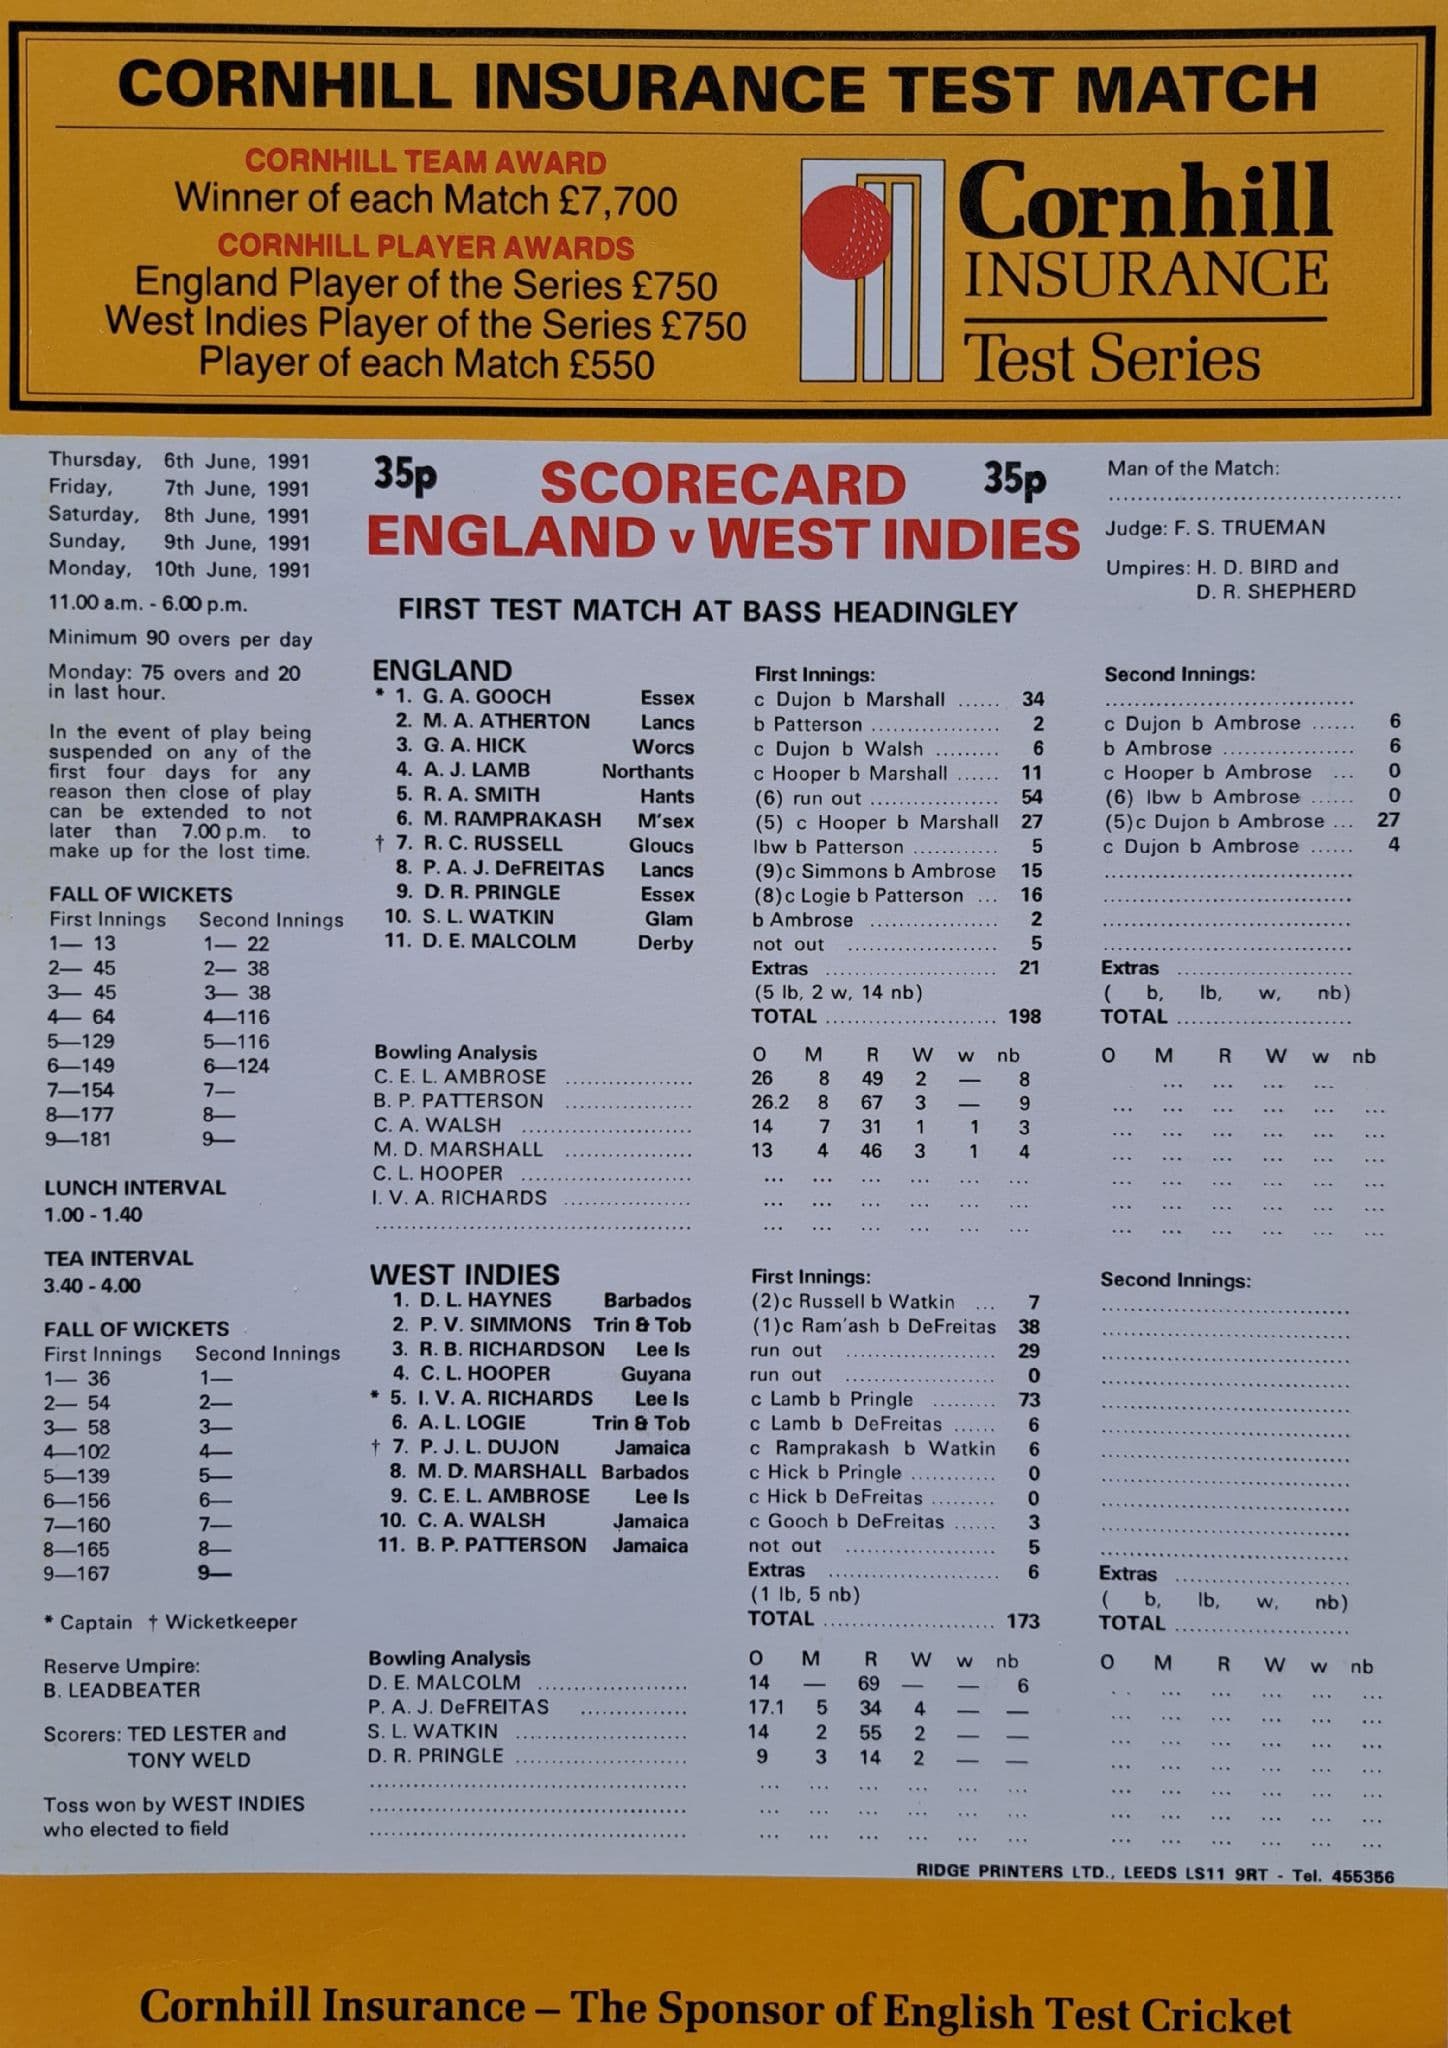 CORNHILL INSURANCE TEST MATCH
CORNHILL TEAM AWARD
Winner of each Match £7,700
CORNHILL PLAYER AWARDS
England Player of the Series £750
West Indies Player of the Series £750
Player of each Match £550
Cornhill
INSURANCE
Test Series
Thursday, 6th June, 1991
Friday, 7th June, 1991
Saturday, 8th June, 1991
Sunday, 9th June, 1991
Monday, 10th June, 1991
11.00 a.m. - 6.00 p.m.
Minimum 90 overs per day
Monday: 75 overs and 20
in last hour.
In the event of play being
suspended on any of the
first four days for any
reason then close of play
can be extended to not
later than 7.00 p.m. to
make up for the lost time.
35p SCORECARD 35p
ENGLAND v WEST INDIES
FIRST TEST MATCH AT BASS HEADINGLEY
Man of the Match:
Judge: F. S. TRUEMAN
Umpires: H. D. BIRD and
D. R. SHEPHERD
ENGLAND First Innings: Second Innings:
* 1. G. A. GOOCH Essex c Dujon b Marshall ...... 34
2. M. A. ATHERTON Lancs b Patterson ................... 2 c Dujon b Ambrose ...... 6
3. G. A. HICK Worcs c Dujon b Walsh ......... 6 b Ambrose ................... 6
4. A. J. LAMB Northants c Hooper b Marshall ...... 11 c Hooper b Ambrose ... 0
5. R. A. SMITH Hants (6) run out ................... 54 (6) lbw b Ambrose ...... 0
6. M. RAMPRAKASH M'sex (5) c Hooper b Marshall 27 (5)c Dujon b Ambrose ... 27
† 7. R. C. RUSSELL Gloucs lbw b Patterson ............ 5 c Dujon b Ambrose ...... 4
8. P. A. J. DeFREITAS Lancs (9)c Simmons b Ambrose 15
9. D. R. PRINGLE Essex (8)c Logie b Patterson ... 16
10. S. L. WATKIN Glam b Ambrose ................... 2
11. D. E. MALCOLM Derby not out ...................... 5
Extras ......................... 21 Extras .........................
(5 lb, 2 w, 14 nb) ( b, lb, w, nb)
TOTAL ......................... 198 TOTAL .........................
Bowling Analysis O M R W w nb O M R W w nb
C. E. L. AMBROSE ................... 26 8 49 2 — 8
B. P. PATTERSON ................... 26.2 8 67 3 — 9
C. A. WALSH ......................... 14 7 31 1 1 3
M. D. MARSHALL ................... 13 4 46 3 1 4
C. L. HOOPER .........................
I. V. A. RICHARDS ...................
FALL OF WICKETS
First Innings Second Innings
1— 13 1— 22
2— 45 2— 38
3— 45 3— 38
4— 64 4—116
5—129 5—116
6—149 6—124
7—154 7—
8—177 8—
9—181 9—
LUNCH INTERVAL
1.00 - 1.40
TEA INTERVAL
3.40 - 4.00
WEST INDIES First Innings: Second Innings:
1. D. L. HAYNES Barbados (2)c Russell b Watkin ... 7
2. P. V. SIMMONS Trin & Tob (1)c Ram'ash b DeFreitas 38
3. R. B. RICHARDSON Lee Is run out ...................... 29
4. C. L. HOOPER Guyana run out ...................... 0
* 5. I. V. A. RICHARDS Lee Is c Lamb b Pringle ......... 73
6. A. L. LOGIE Trin & Tob c Lamb b DeFreitas ...... 6
† 7. P. J. L. DUJON Jamaica c Ramprakash b Watkin 6
8. M. D. MARSHALL Barbados c Hick b Pringle ............ 0
9. C. E. L. AMBROSE Lee Is c Hick b DeFreitas ......... 0
10. C. A. WALSH Jamaica c Gooch b DeFreitas ...... 3
11. B. P. PATTERSON Jamaica not out ...................... 5
Extras ......................... 6 Extras .........................
(1 lb, 5 nb) ( b, lb, w, nb)
TOTAL ......................... 173 TOTAL .........................
Bowling Analysis O M R W w nb O M R W w nb
D. E. MALCOLM ...................... 14 — 69 — — 6
P. A. J. DeFREITAS ................ 17.1 5 34 4 — —
S. L. WATKIN ......................... 14 2 55 2 — —
D. R. PRINGLE ......................... 9 3 14 2 — —
FALL OF WICKETS
First Innings Second Innings
1— 36 1—
2— 54 2—
3— 58 3—
4—102 4—
5—139 5—
6—156 6—
7—160 7—
8—165 8—
9—167 9—
* Captain † Wicketkeeper
Reserve Umpire:
B. LEADBEATER
Scorers: TED LESTER and
TONY WELD
Toss won by WEST INDIES
who elected to field
RIDGE PRINTERS LTD., LEEDS LS11 9RT - Tel. 455356
Cornhill Insurance – The Sponsor of English Test Cricket